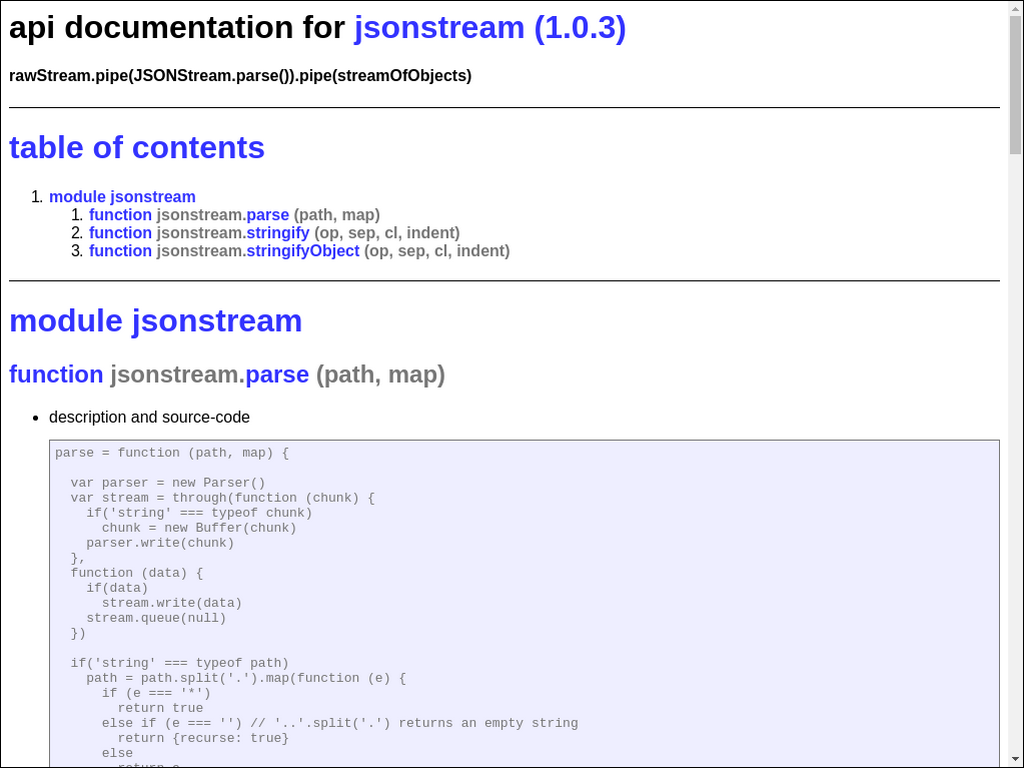 api documentation for jsonstream (1.0.3)
rawStream.pipe(JSONStream.parse()).pipe(streamOfObjects)
table of contents
1. module jsonstream
1. function jsonstream.parse (path, map)
2. function jsonstream.stringify (op, sep, cl, indent)
3. function jsonstream.stringifyObject (op, sep, cl, indent)
module jsonstream
function jsonstream.parse (path, map)
• description and source-code
parse = function (path, map) {
var parser = new Parser()
var stream = through(function (chunk) {
if('string' === typeof chunk)
chunk = new Buffer(chunk)
parser.write(chunk)
},
function (data) {
if(data)
stream.write(data)
stream.queue(null)
})
if('string' === typeof path)
path = path.split('.').map(function (e) {
if (e === '*')
return true
else if (e === '') // '..'.split('.') returns an empty string
return {recurse: true}
else
return e